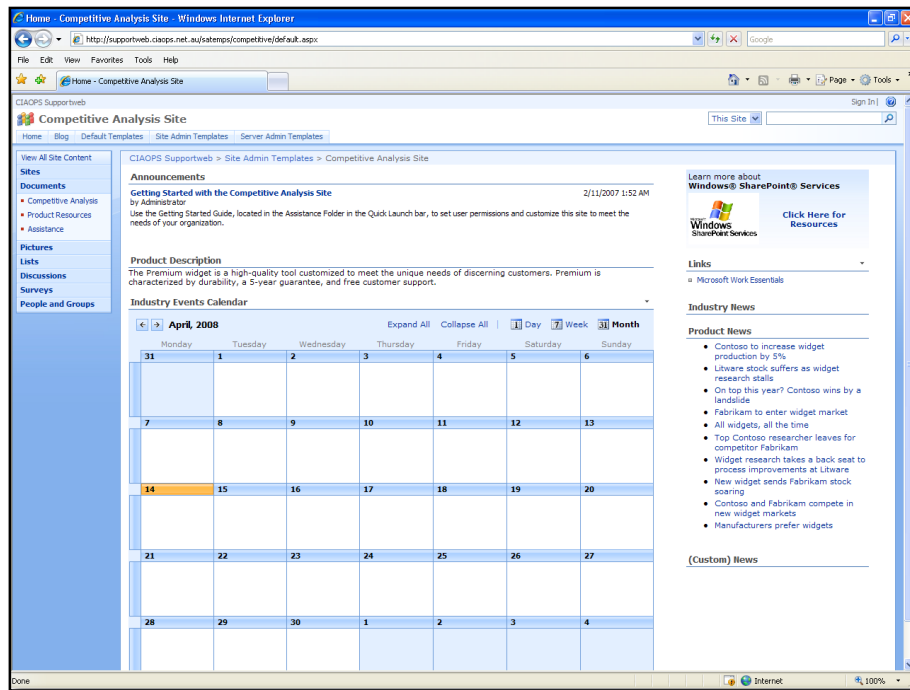 Home - Competitive Analysis Site - Windows Internet Explorer
http://supportweb.ciaops.net.au/satemps/competitive/default.aspx
Google
File Edit View Favorites Tools Help
Home - Competitive Analysis Site
Page Tools
CIAOPS Supportweb
Sign In
Competitive Analysis Site
This Site
Home Blog Default Templates Site Admin Templates Server Admin Templates
View All Site Content
Sites
Documents
Competitive Analysis
Product Resources
Assistance
Pictures
Lists
Discussions
Surveys
People and Groups
CIAOPS Supportweb > Site Admin Templates > Competitive Analysis Site
Announcements
Getting Started with the Competitive Analysis Site 2/11/2007 1:52 AM
by Administrator
Use the Getting Started Guide, located in the Assistance Folder in the Quick Launch bar, to set user permissions and customize this site to meet the
needs of your organization.
Product Description
The Premium widget is a high-quality tool customized to meet the unique needs of discerning customers. Premium is
characterized by durability, a 5-year guarantee, and free customer support.
Industry Events Calendar
April, 2008 Expand All Collapse All | 1 Day 7 Week 31 Month
Monday Tuesday Wednesday Thursday Friday Saturday Sunday
31 1 2 3 4 5 6
7 8 9 10 11 12 13
14 15 16 17 18 19 20
21 22 23 24 25 26 27
28 29 30 1 2 3 4
Learn more about
Windows® SharePoint® Services
Windows
SharePoint Services
Click Here for
Resources
Links
Microsoft Work Essentials
Industry News
Product News
Contoso to increase widget
production by 5%
Litware stock suffers as widget
research stalls
On top this year? Contoso wins by a
landslide
Fabrikam to enter widget market
All widgets, all the time
Top Contoso researcher leaves for
competitor Fabrikam
Widget research takes a back seat to
process improvements at Litware
New widget sends Fabrikam stock
soaring
Contoso and Fabrikam compete in
new widget markets
Manufacturers prefer widgets
(Custom) News
Done
Internet
100%